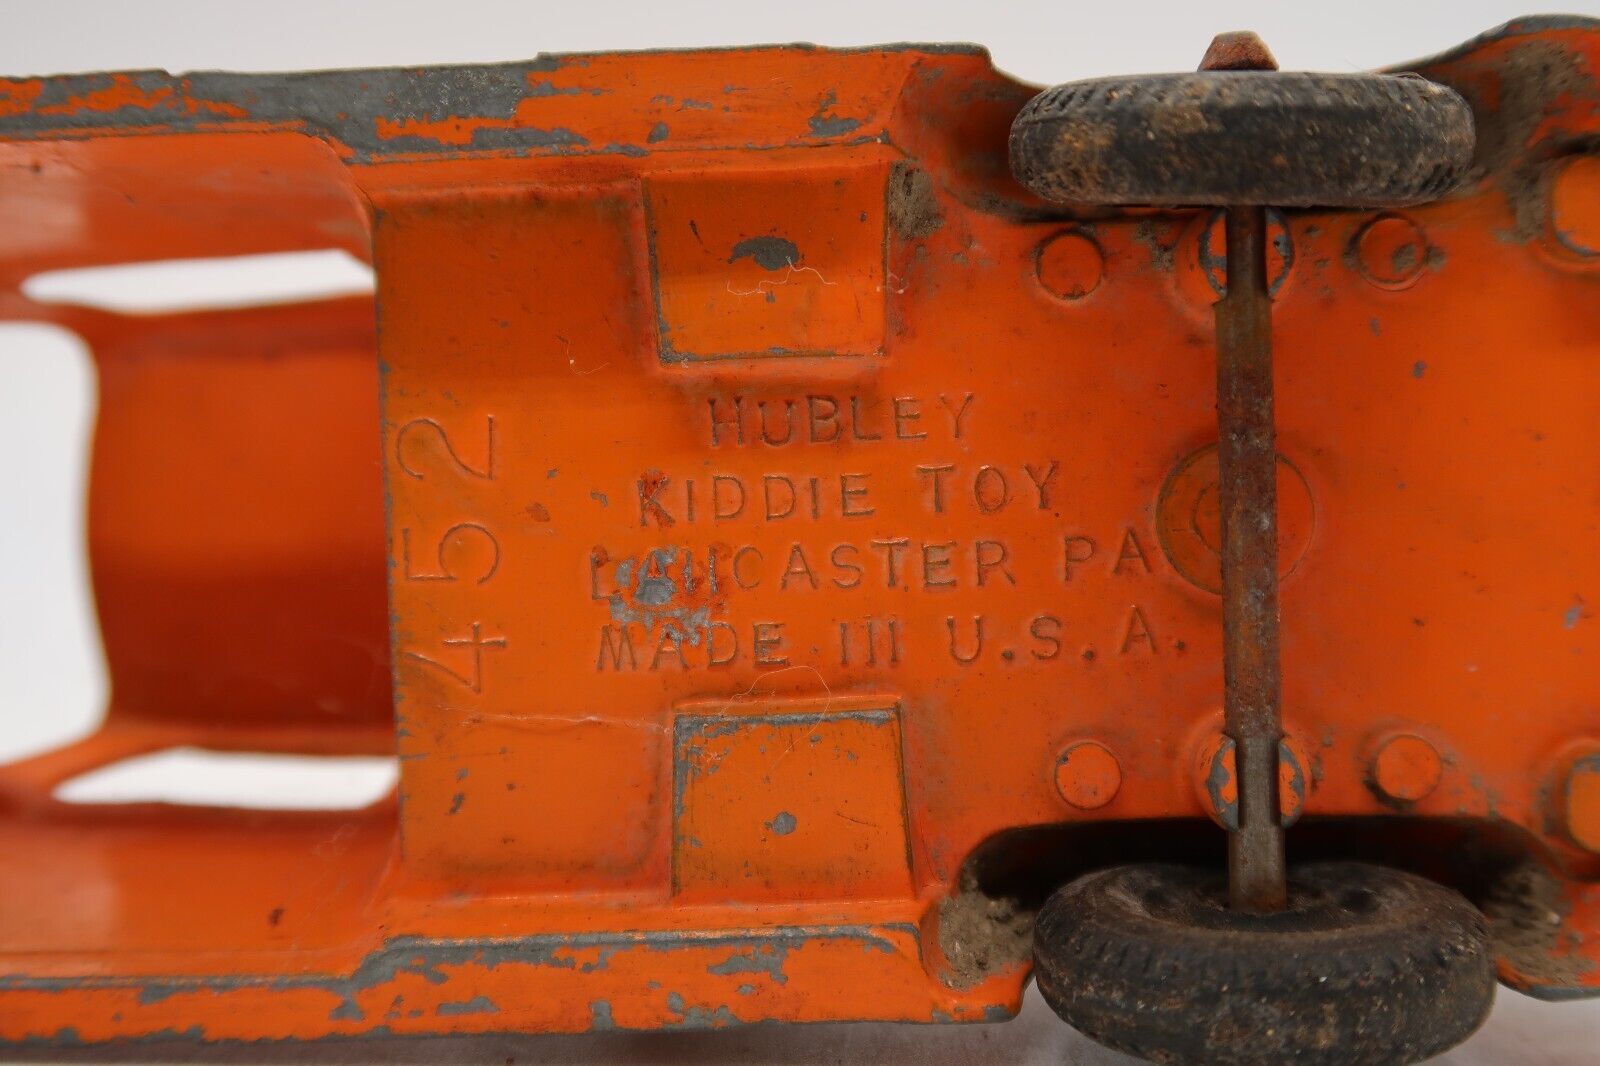 HUBLEY
KIDDIE TOY
LANCASTER PA
MADE IN U.S.A.
452